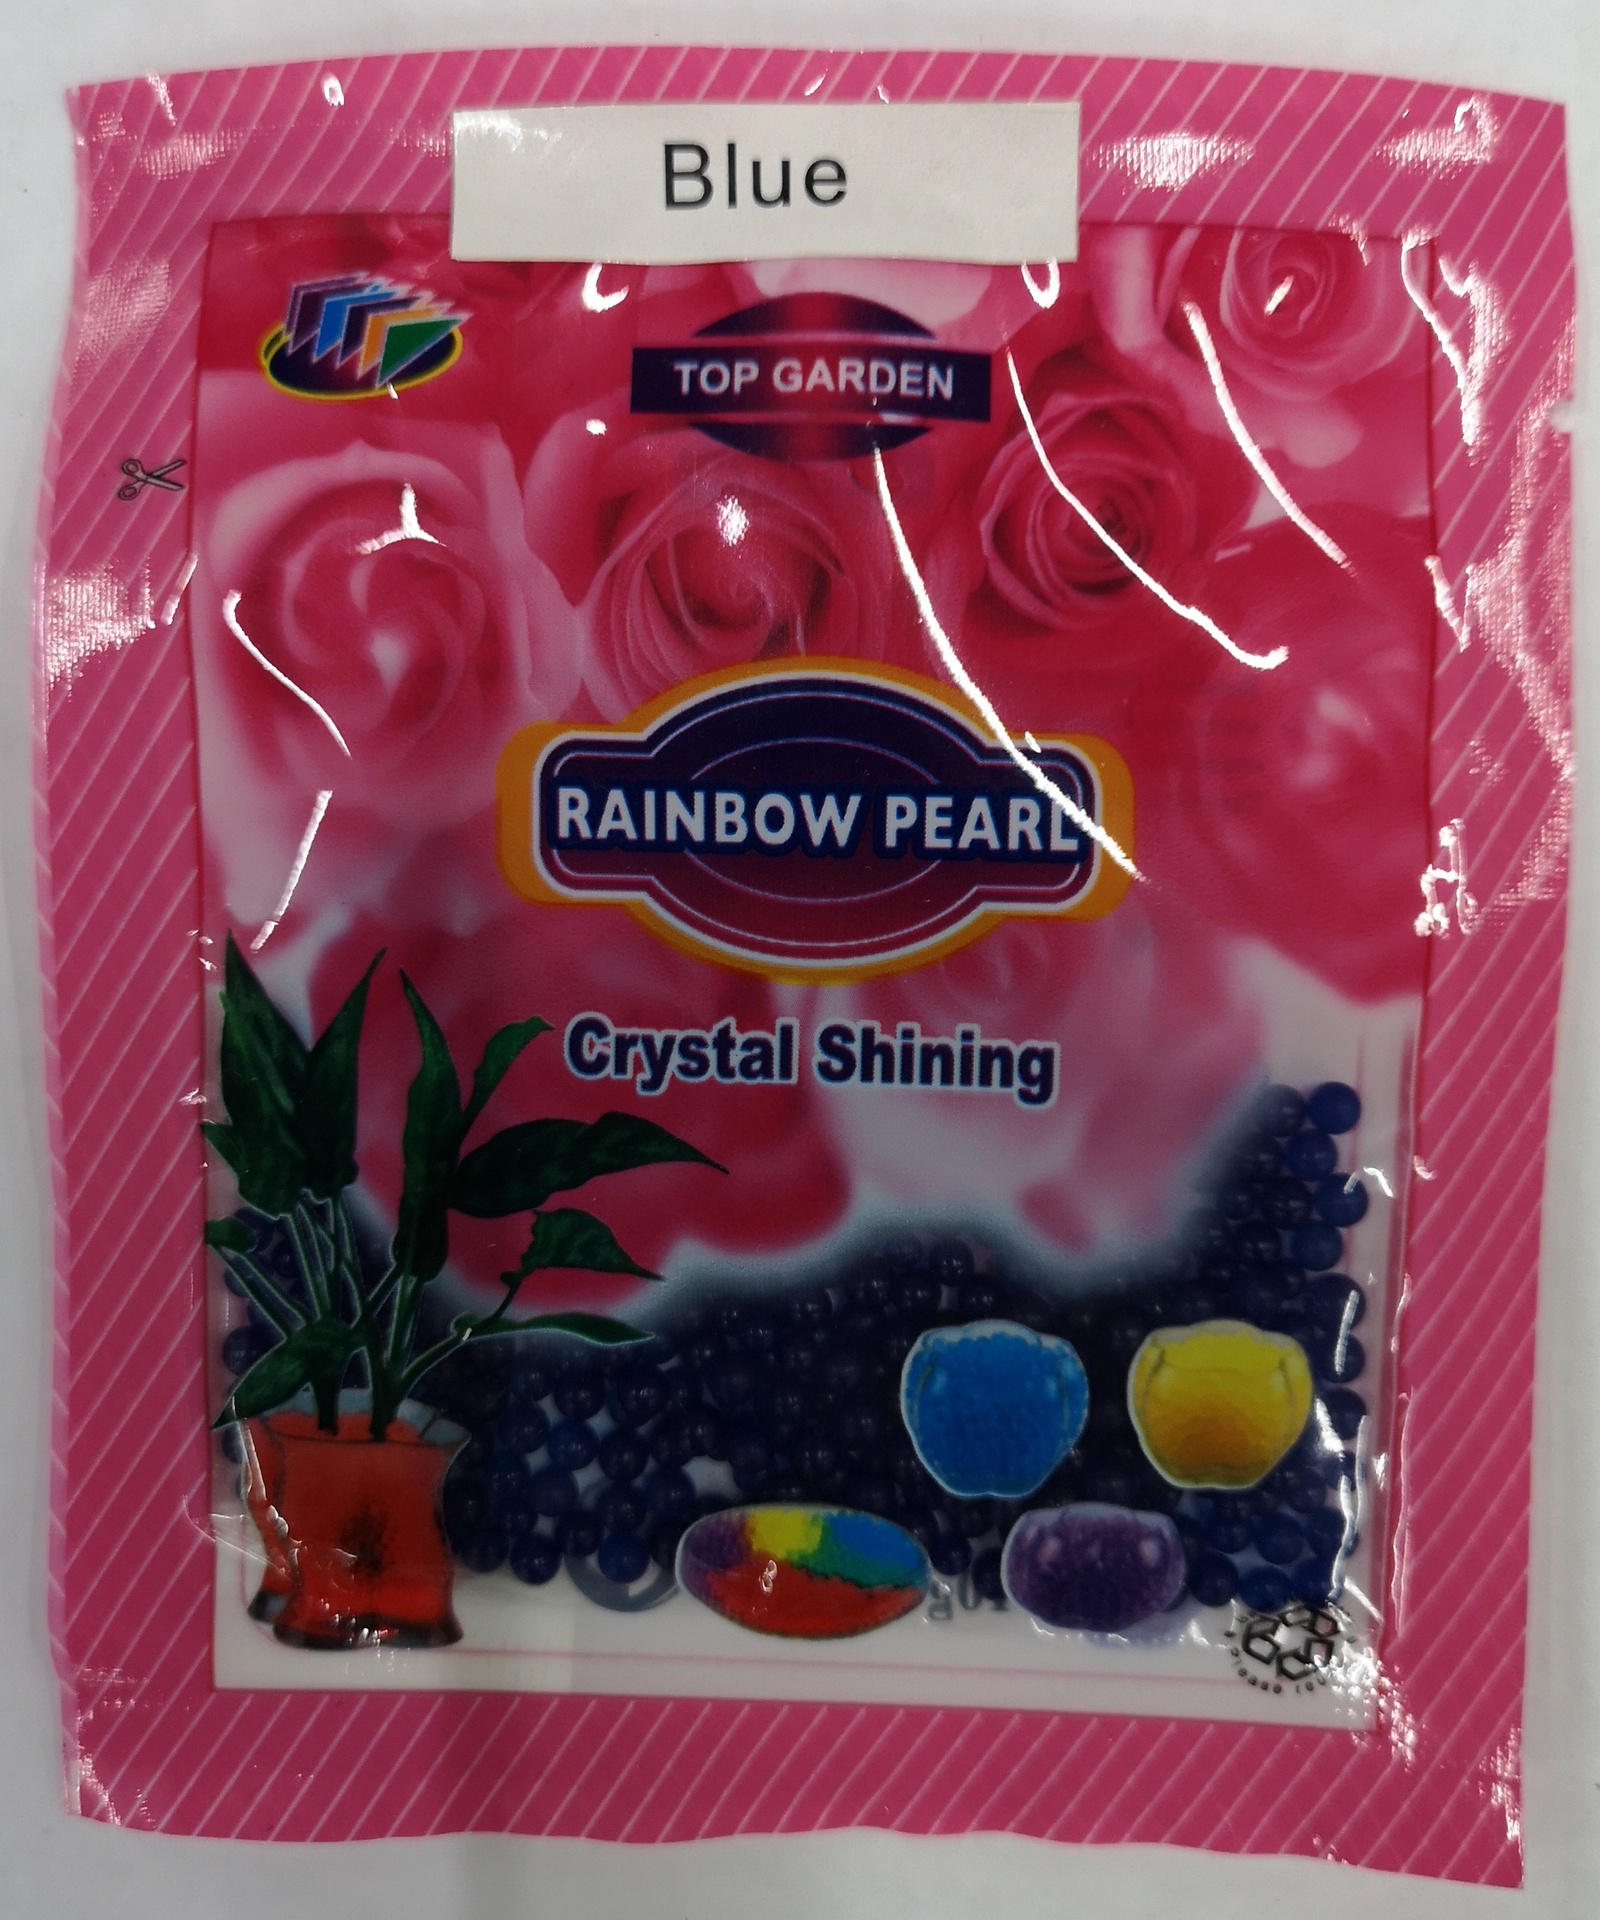 Blue
TOP GARDEN
RAINBOW PEARL
Crystal Shining